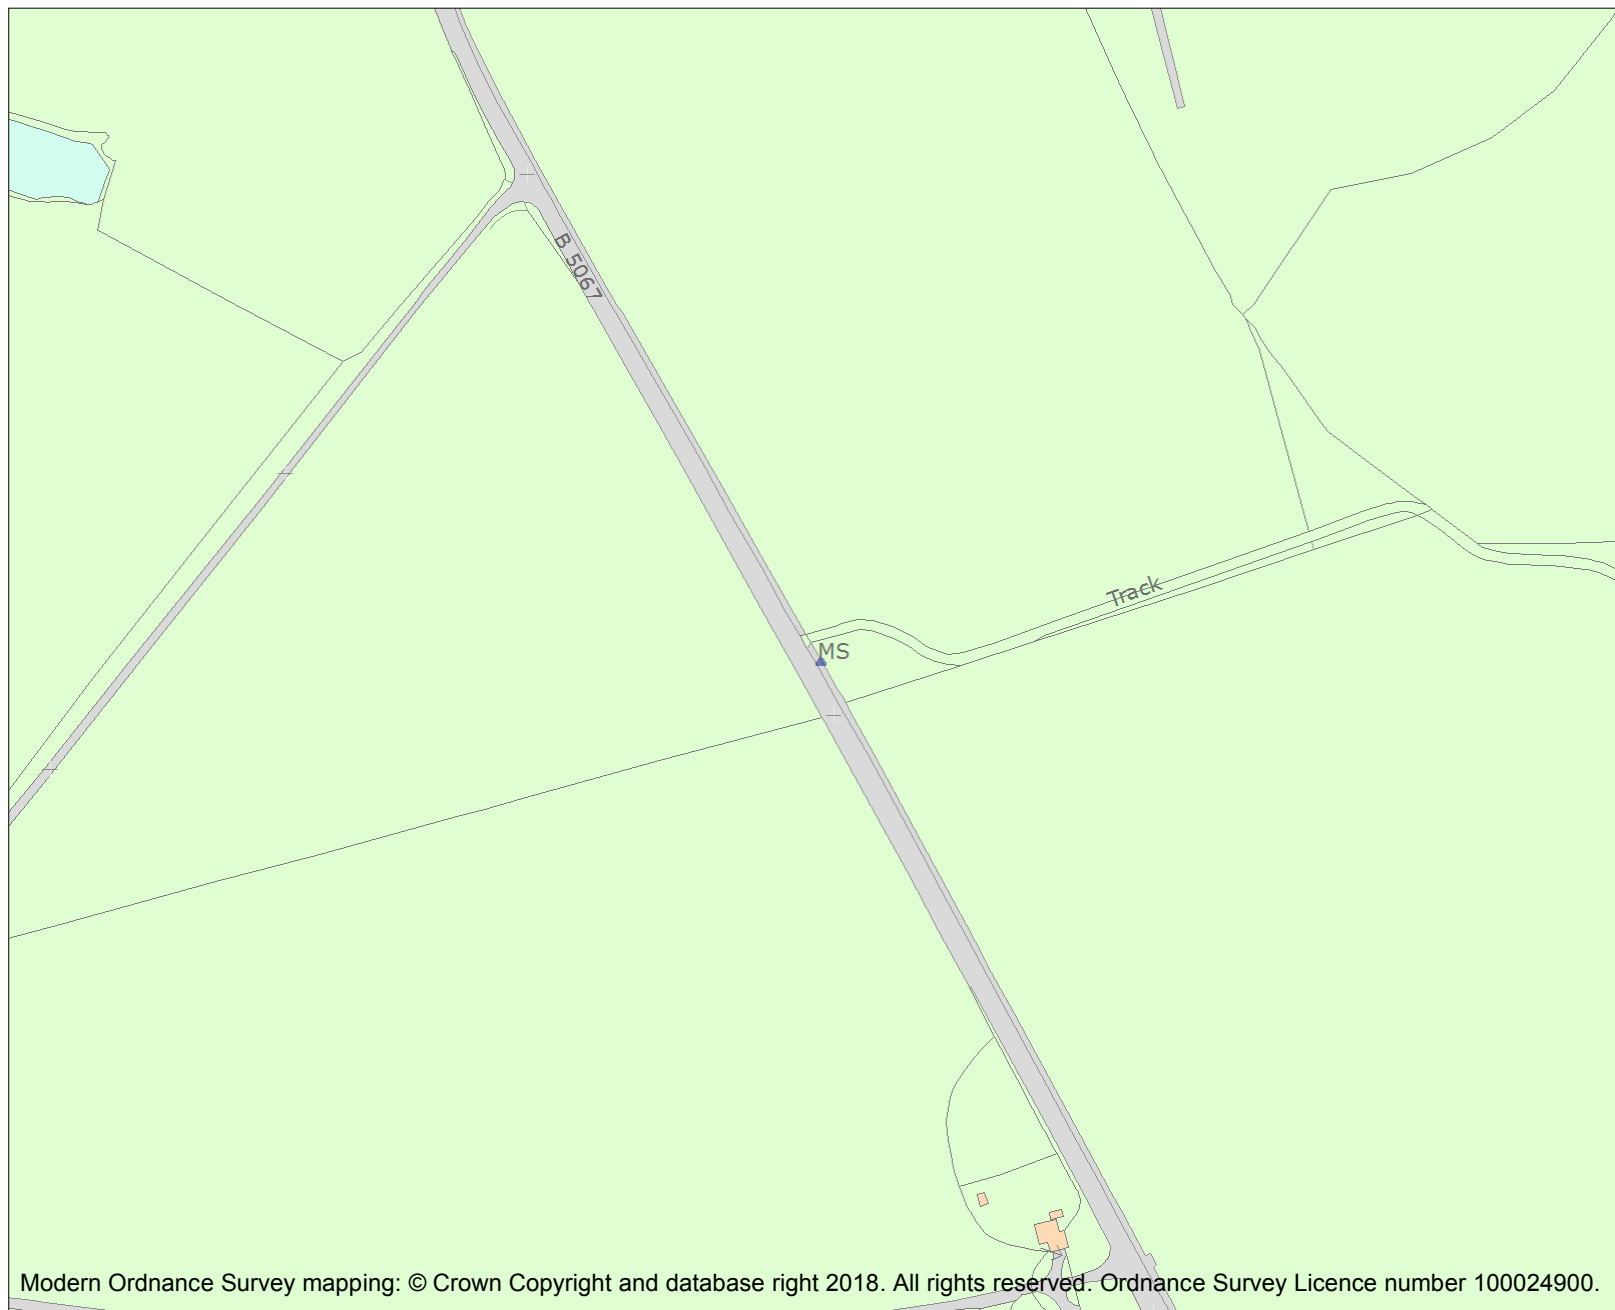 B 5067
Track
MS
Modern Ordnance Survey mapping: © Crown Copyright and database right 2018. All rights reserved. Ordnance Survey Licence number 100024900.